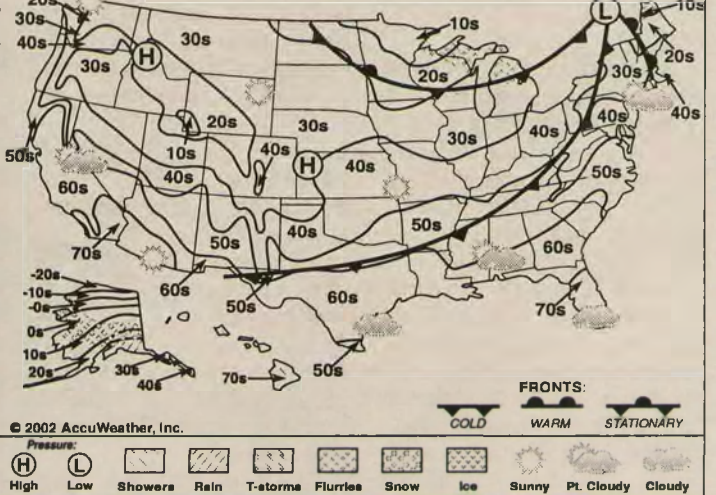 20s
10s
30s
40s
30s
H
30s
L
10s
20s
30s
20s
40s
30s
40s
50s
10s
20s
30s
30s
40s
40s
60s
40s
40s
H
40s
50s
70s
50s
40s
50s
60s
60s
50s
60s
70s
50s
-20s
-10s
-0s
0s
10s
20s
30s
40s
70s
FRONTS:
COLD WARM STATIONARY
© 2002 AccuWeather, Inc.
Pressure:
H L
High Low Showers Rain T-storms Flurries Snow Ice Sunny Pt. Cloudy Cloudy